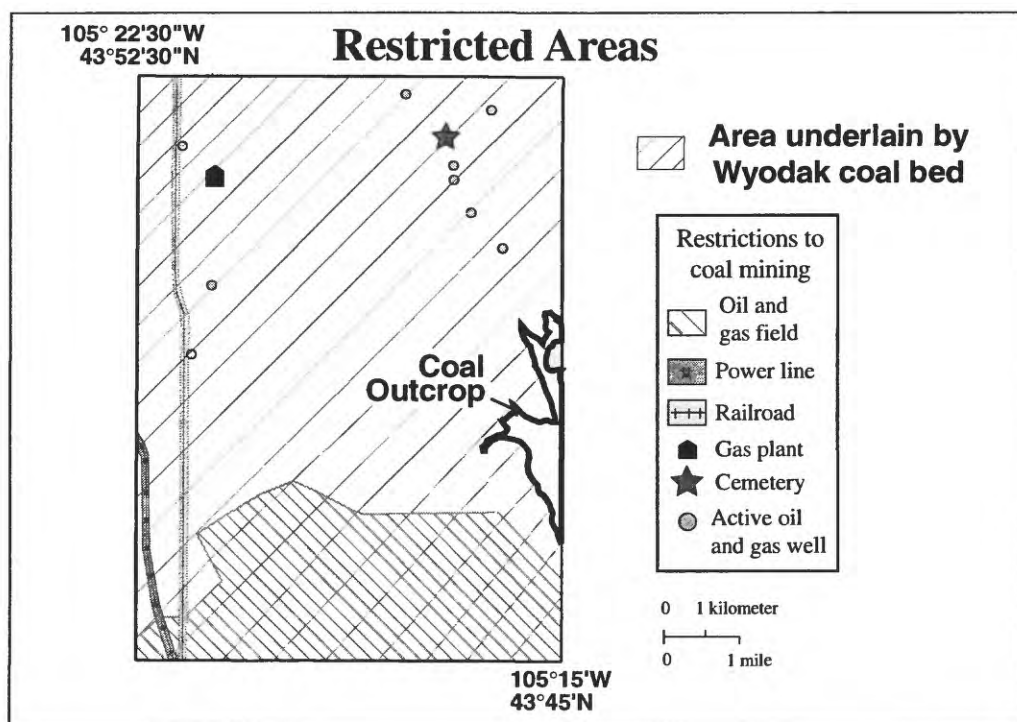 105° 22'30"W
43° 52'30"N
Restricted Areas
Area underlain by
Wyodak coal bed
Restrictions to
coal mining
Oil and
gas field
Power line
Railroad
Gas plant
Cemetery
Active oil
and gas well
Coal
Outcrop
0 1 kilometer
0 1 mile
105°15'W
43°45'N